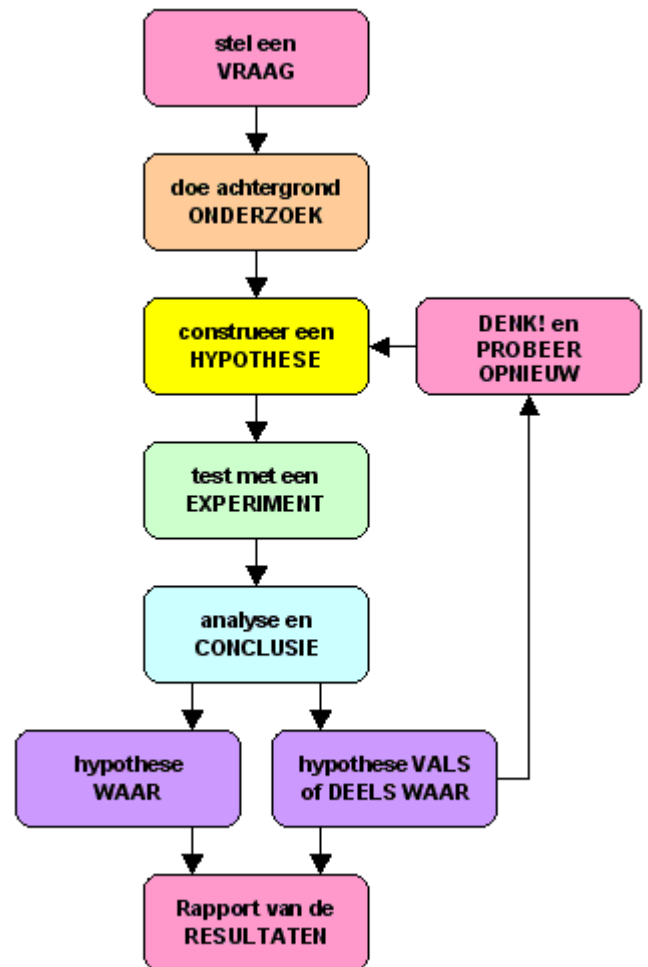 stel een
VRAAG
doe achtergrond
ONDERZOEK
construeer een
HYPOTHESE
DENK! en
PROBEER
OPNIEUW
test met een
EXPERIMENT
analyse en
CONCLUSIE
hypothese
WAAR
hypothese VALS
of DEELS WAAR
Rapport van de
RESULTATEN